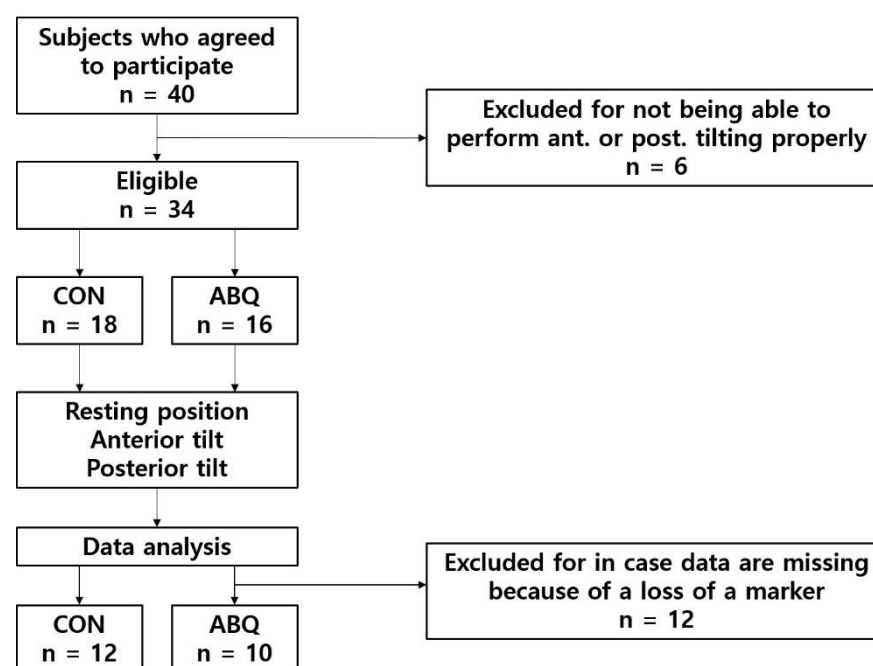 Subjects who agreed
to participate
n = 40
Excluded for not being able to
perform ant. or post. tilting properly
n = 6
Eligible
n = 34
CON
n = 18
ABQ
n = 16
Resting position
Anterior tilt
Posterior tilt
Data analysis
Excluded for in case data are missing
because of a loss of a marker
n = 12
CON
n = 12
ABQ
n = 10